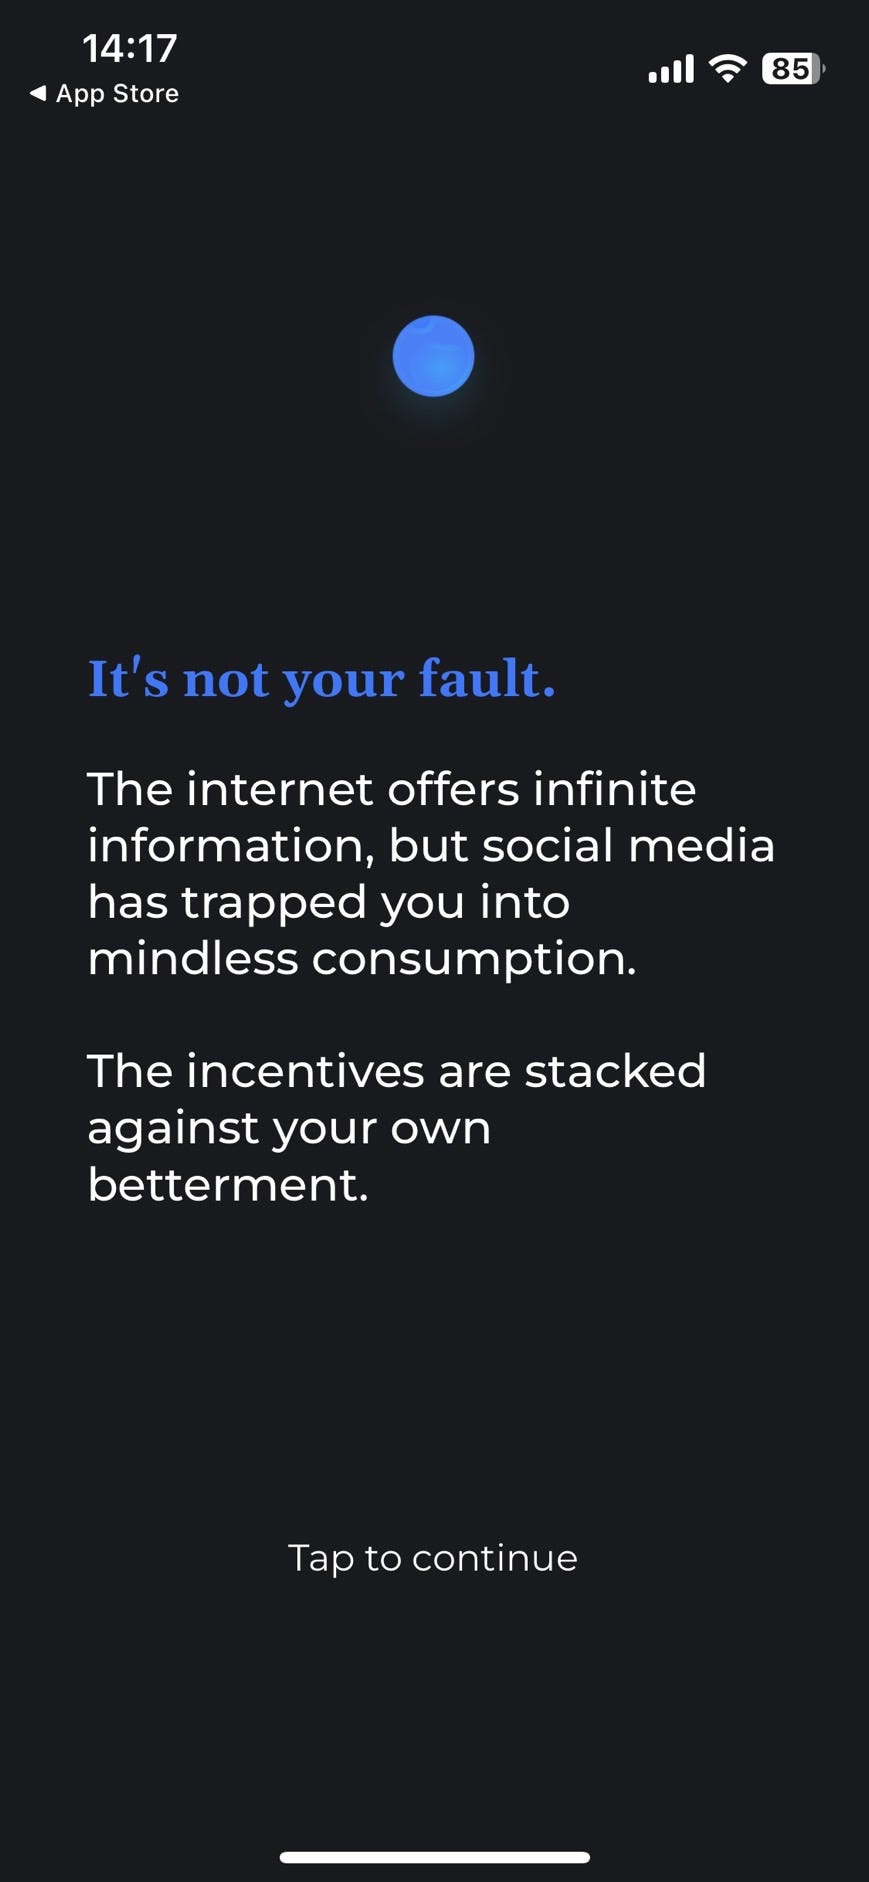 14:17
◀ App Store
85
It's not your fault.
The internet offers infinite
information, but social media
has trapped you into
mindless consumption.
The incentives are stacked
against your own
betterment.
Tap to continue